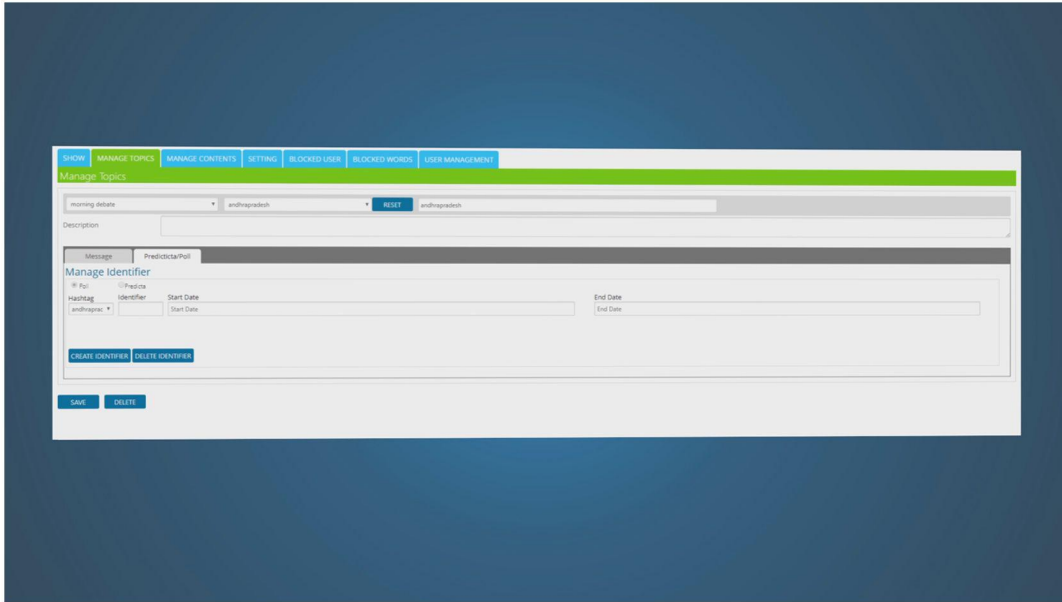 SHOW MANAGE TOPICS MANAGE CONTENTS SETTING BLOCKED USER BLOCKED WORDS USER MANAGEMENT
Manage Topics
morning debate andhrapradesh RESET andhrapradesh
Description
Message Predicticta/Poll
Manage Identifier
Poll Predicta
Hashtag Identifier Start Date End Date
andhraprac Start Date End Date
CREATE IDENTIFIER DELETE IDENTIFIER
SAVE DELETE